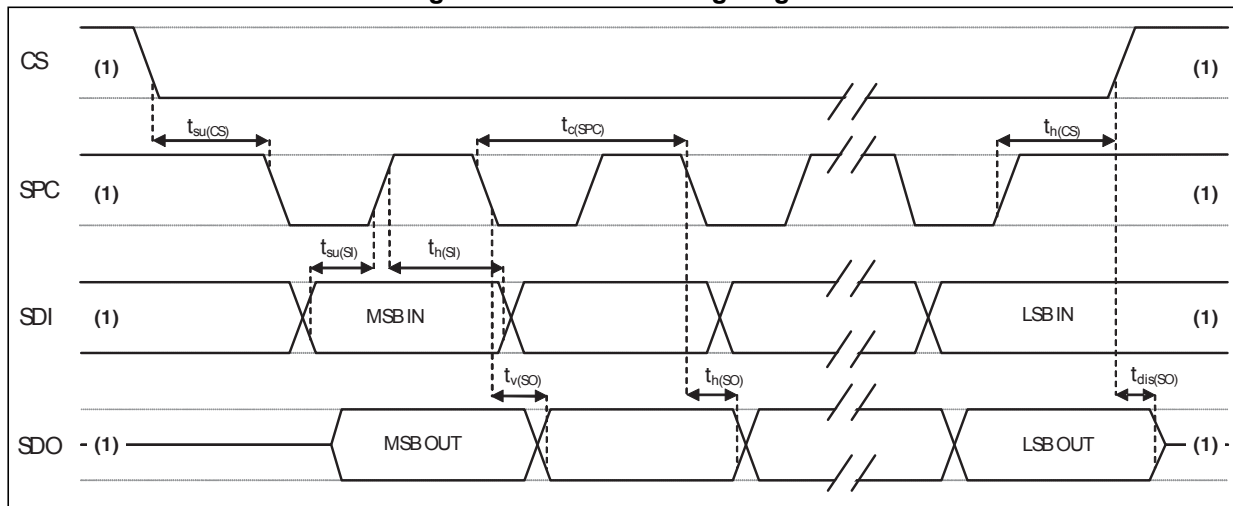 CS (1) (1)
t_su(CS) t_c(SPC) t_h(CS)
SPC (1) (1)
t_su(SI) t_h(SI)
SDI (1) MSB IN LSB IN (1)
t_v(SO) t_h(SO) t_dis(SO)
SDO (1) MSB OUT LSB OUT (1)